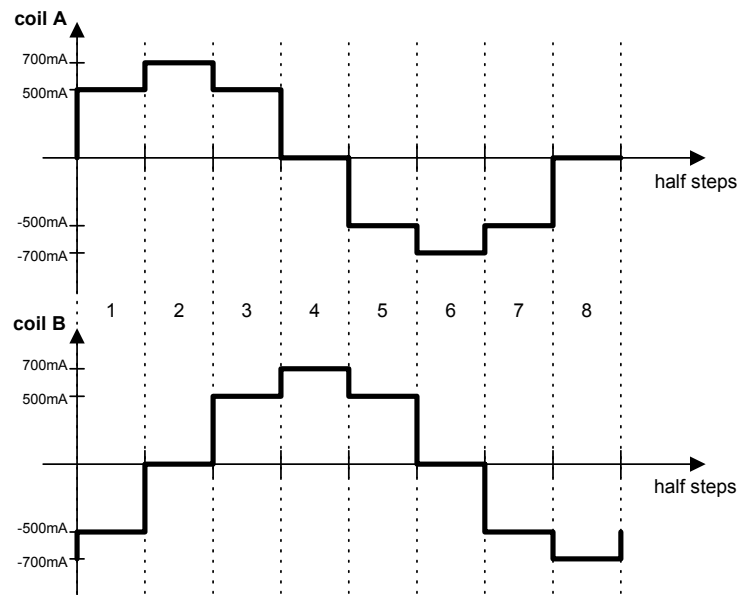 coil A
700mA
500mA
half steps
-500mA
-700mA
1 2 3 4 5 6 7 8
coil B
700mA
500mA
half steps
-500mA
-700mA